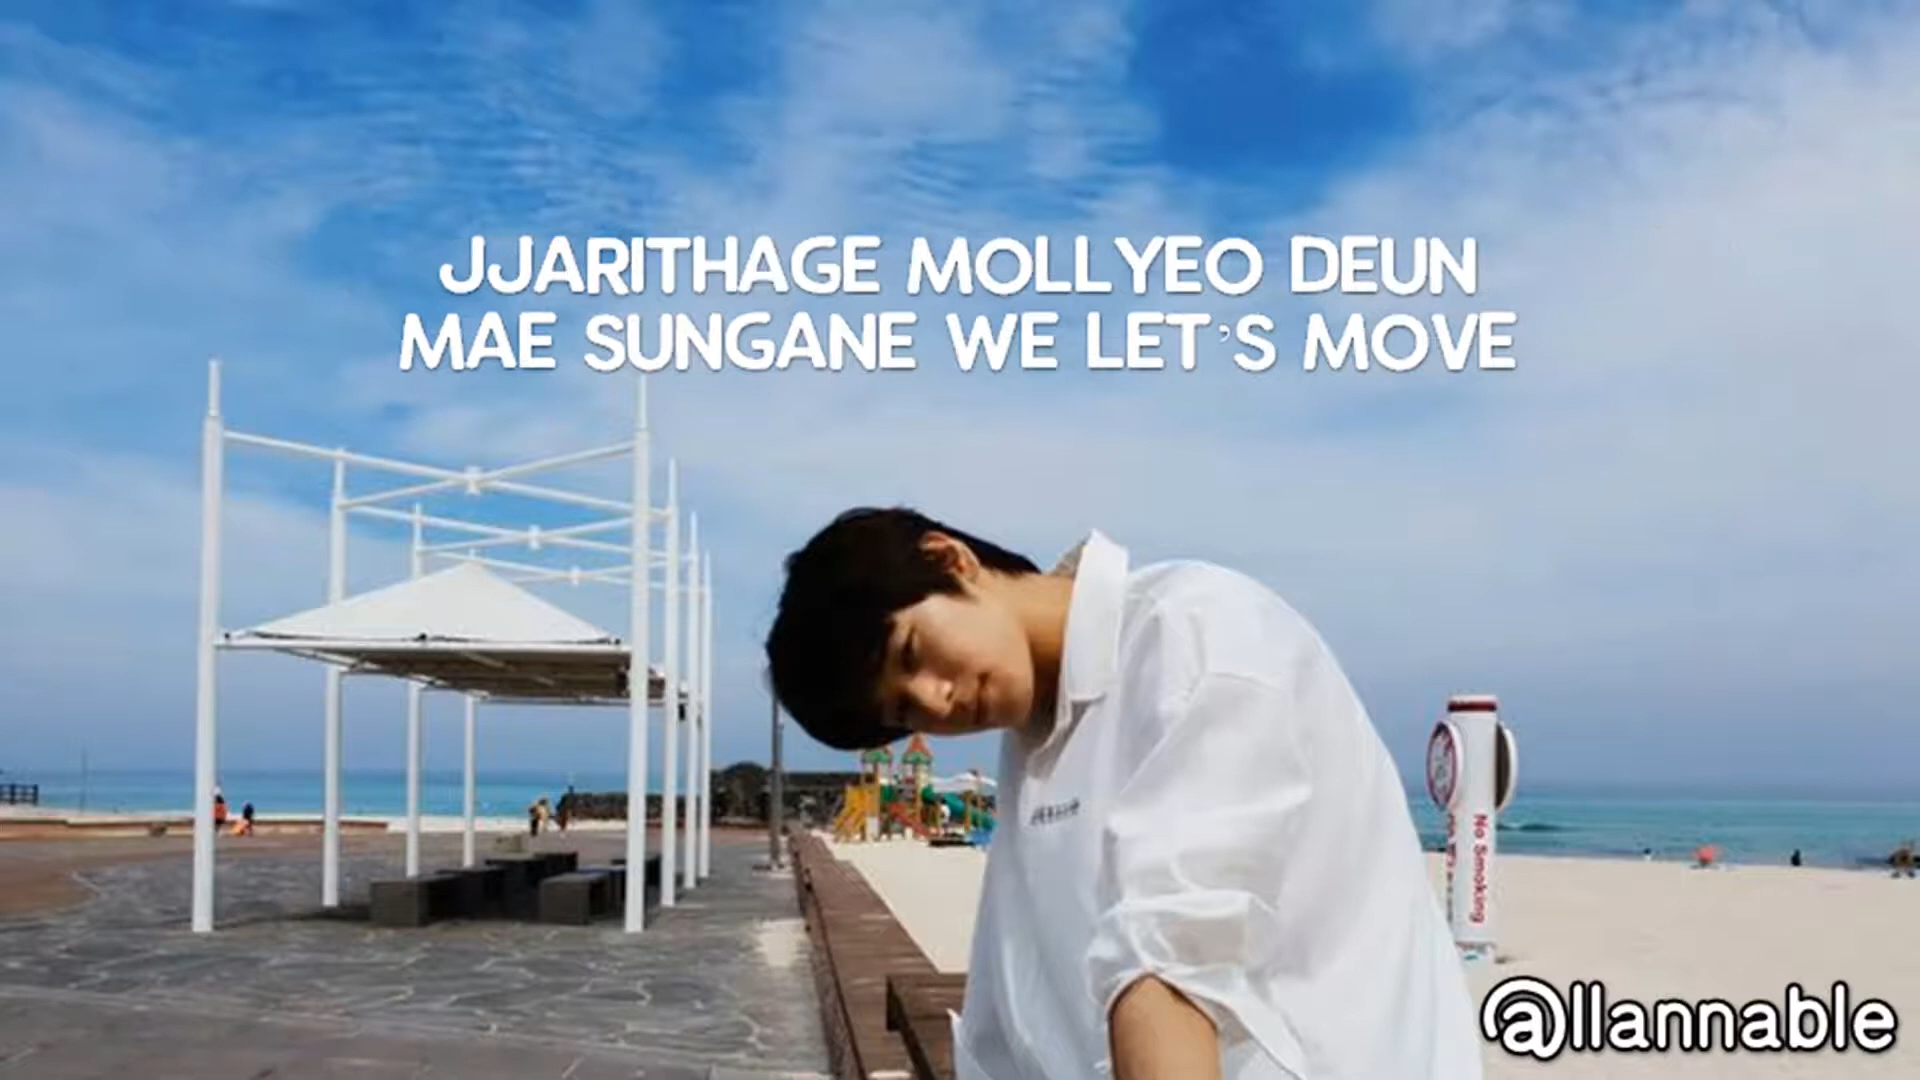 JJARITHAGE MOLLYEO DEUN
MAE SUNGANE WE LET'S MOVE
No Smoking
@llannable